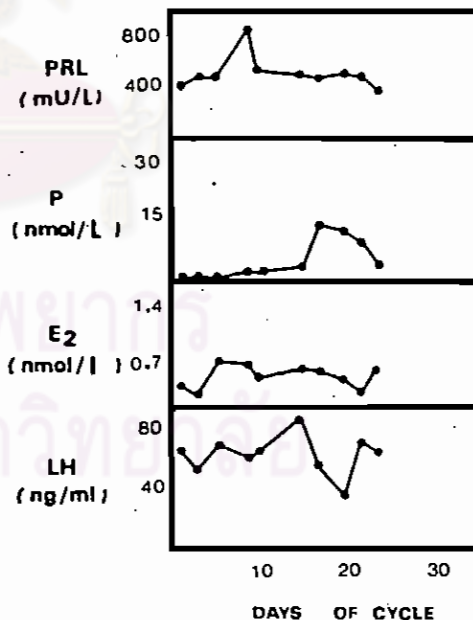 800
PRL
400
(mU/L)
30
P
15
(nmol/L)
1.4
E2
0.7
(nmol/l)
80
LH
40
(ng/ml)
10 20 30
DAYS OF CYCLE